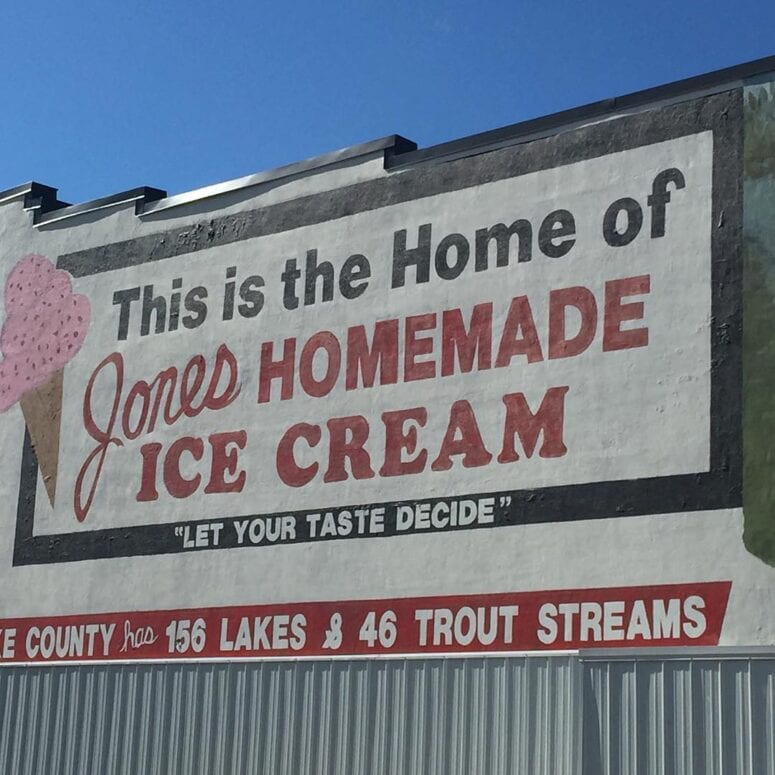 This is the Home of
Jones HOMEMADE
ICE CREAM
"LET YOUR TASTE DECIDE"
E COUNTY has 156 LAKES & 46 TROUT STREAMS